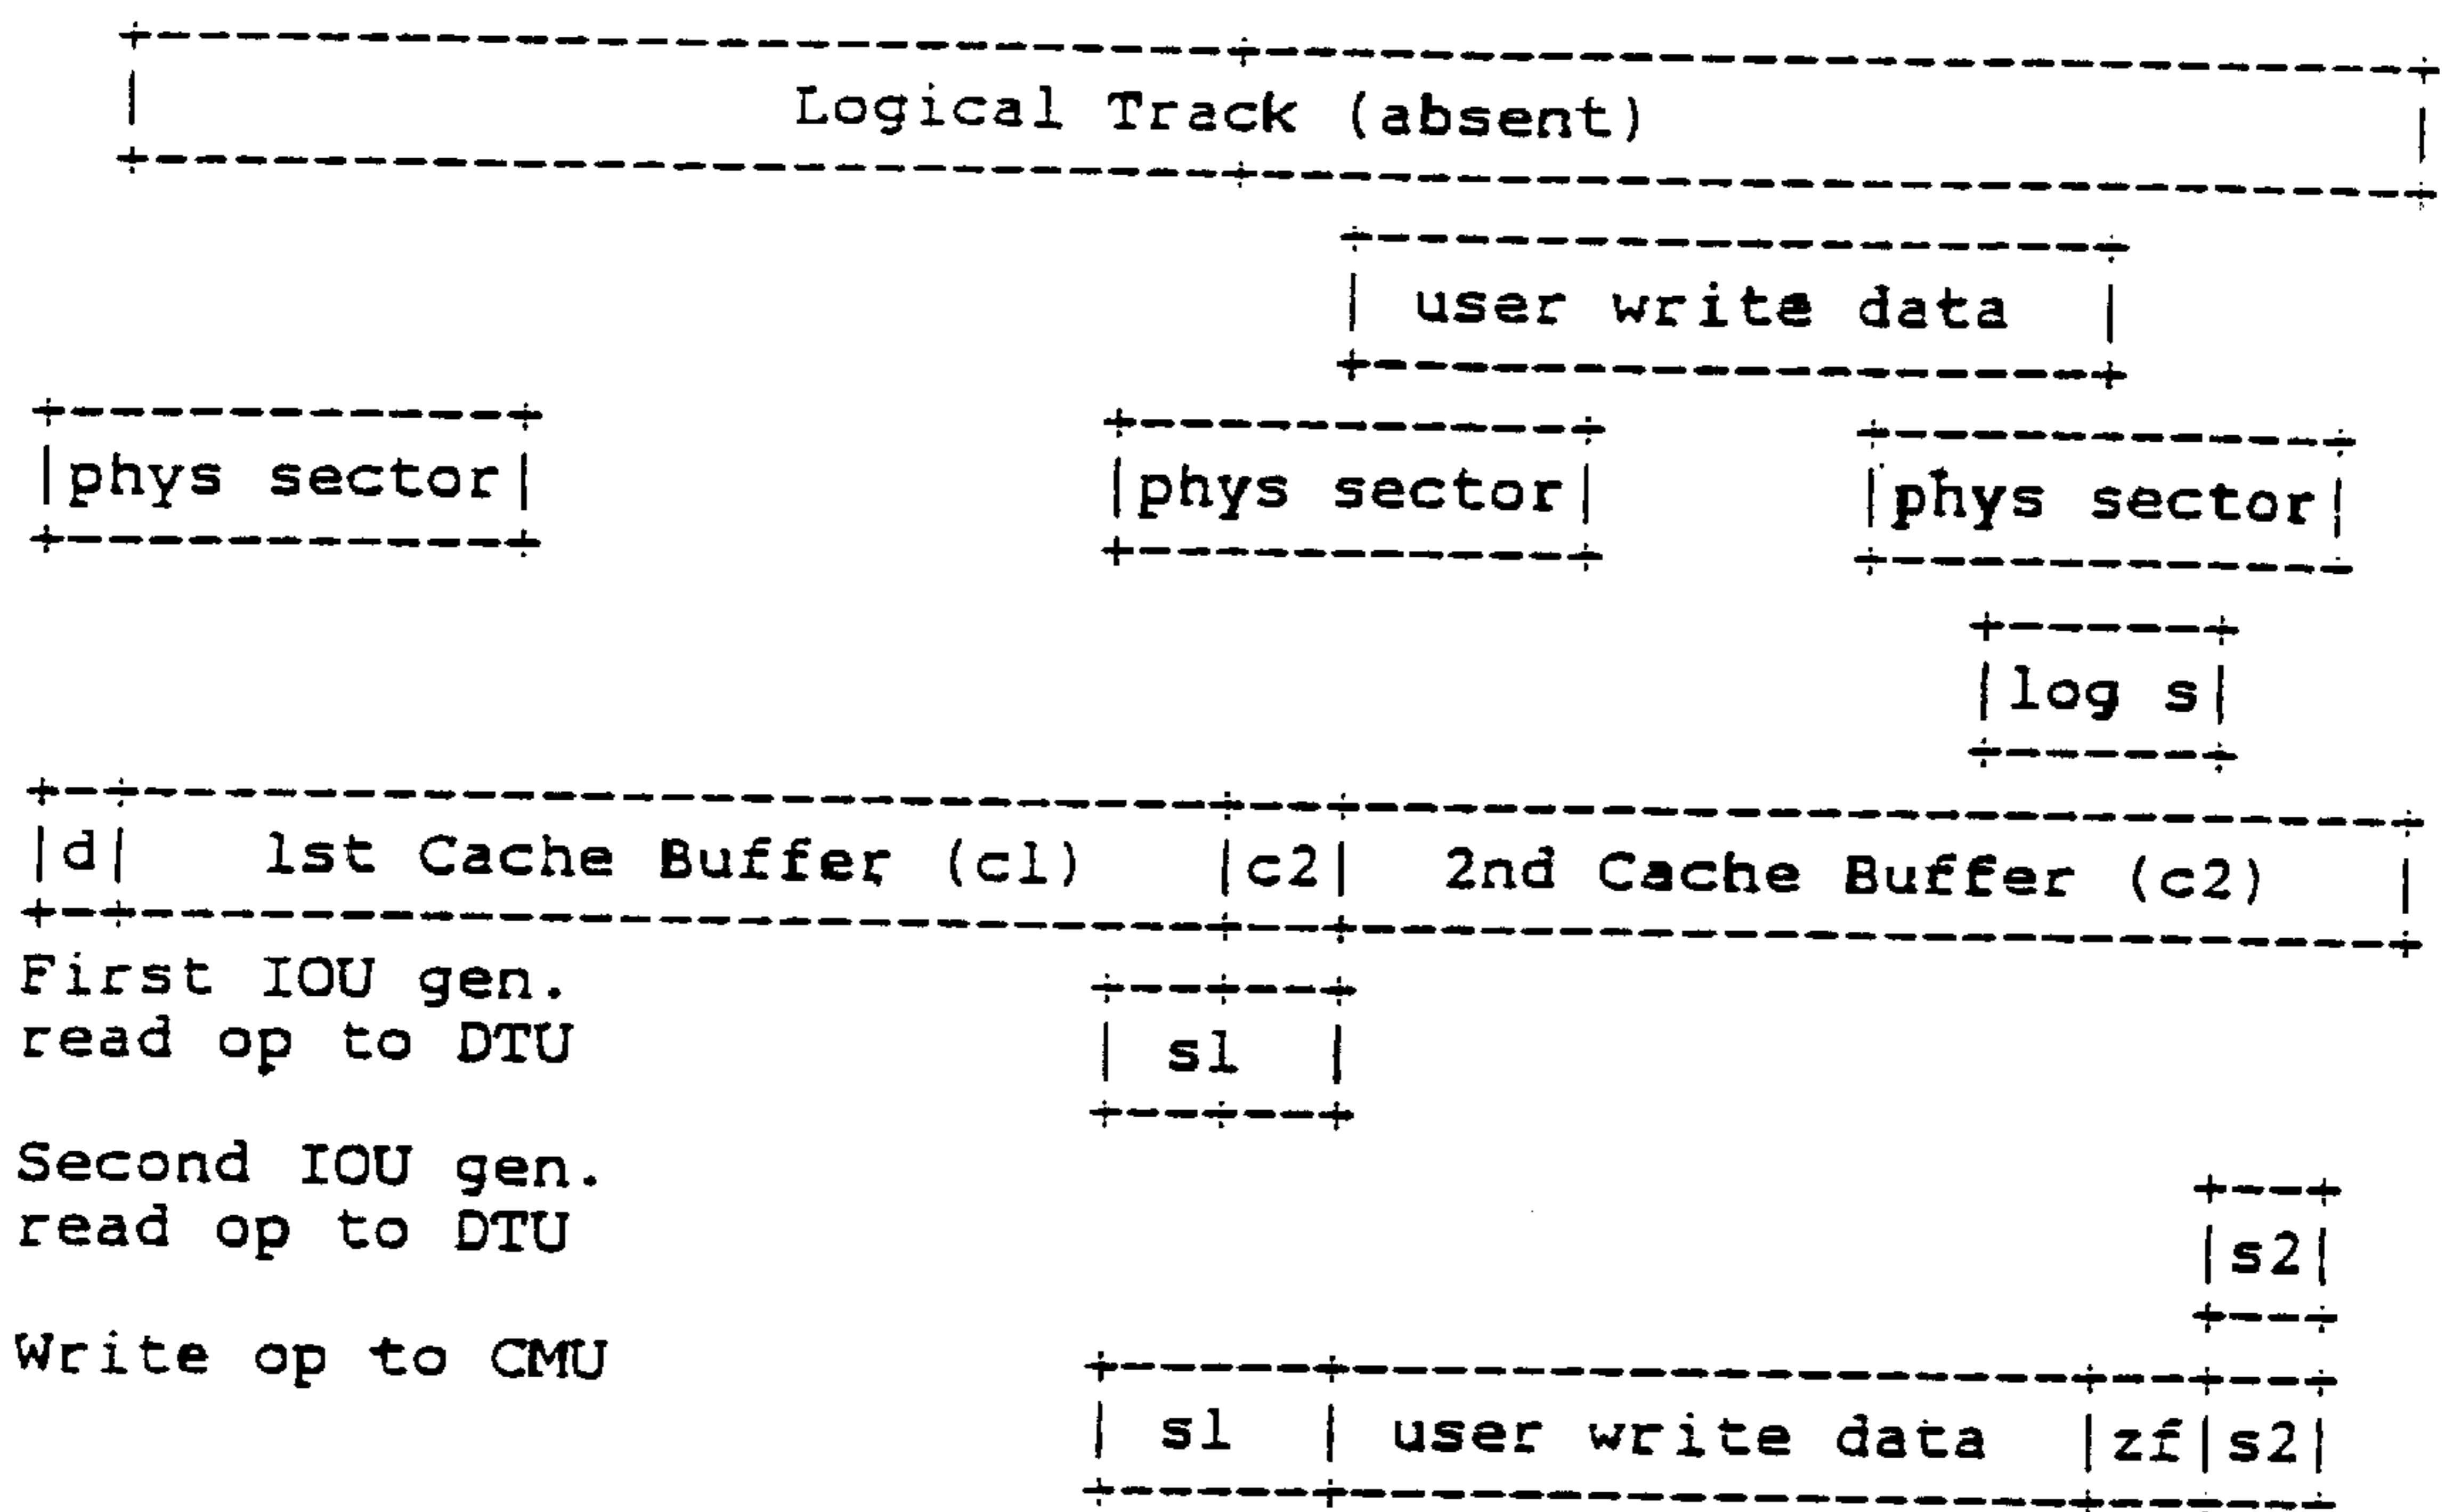 Logical Track (absent)
user write data
phys sector phys sector phys sector
log s
d 1st Cache Buffer (c1) c2 2nd Cache Buffer (c2)
First IOU gen.
read op to DTU
s1
Second IOU gen.
read op to DTU
s2
Write op to CMU
s1 user write data zf s2